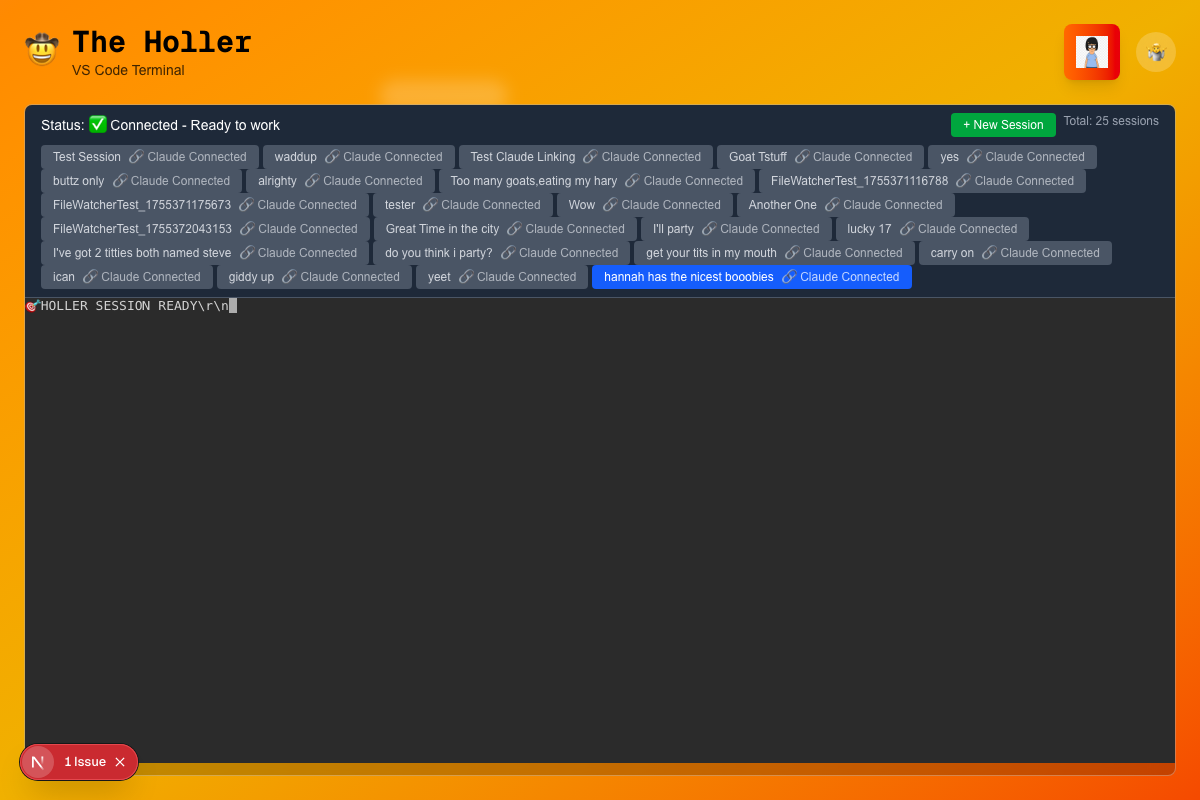 The Holler
VS Code Terminal
Status: ✅ Connected - Ready to work
+ New Session
Total: 25 sessions
Test Session 🔗 Claude Connected waddup 🔗 Claude Connected Test Claude Linking 🔗 Claude Connected Goat Tstuff 🔗 Claude Connected yes 🔗 Claude Connected
buttz only 🔗 Claude Connected alrighty 🔗 Claude Connected Too many goats,eating my hary 🔗 Claude Connected FileWatcherTest_1755371116788 🔗 Claude Connected
FileWatcherTest_1755371175673 🔗 Claude Connected tester 🔗 Claude Connected Wow 🔗 Claude Connected Another One 🔗 Claude Connected
FileWatcherTest_1755372043153 🔗 Claude Connected Great Time in the city 🔗 Claude Connected I'll party 🔗 Claude Connected lucky 17 🔗 Claude Connected
I've got 2 titties both named steve 🔗 Claude Connected do you think i party? 🔗 Claude Connected get your tits in my mouth 🔗 Claude Connected carry on 🔗 Claude Connected
ican 🔗 Claude Connected giddy up 🔗 Claude Connected yeet 🔗 Claude Connected hannah has the nicest booobies 🔗 Claude Connected
🎯HOLLER SESSION READY\r\n
N 1 Issue ×